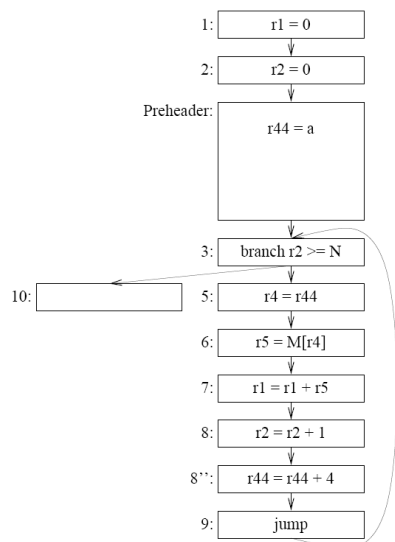 1: r1 = 0
2: r2 = 0
Preheader: r44 = a
3: branch r2 >= N
10:
5: r4 = r44
6: r5 = M[r4]
7: r1 = r1 + r5
8: r2 = r2 + 1
8’’: r44 = r44 + 4
9: jump